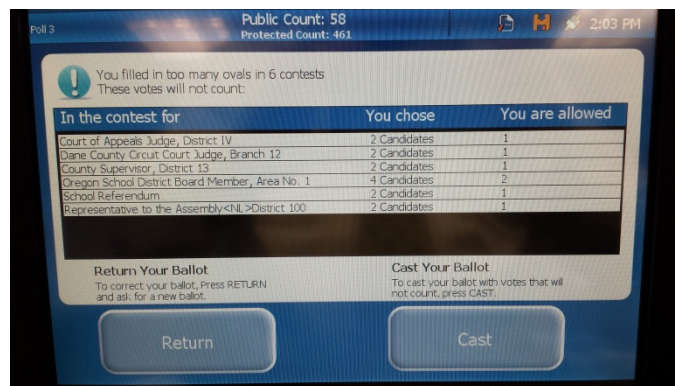 Poll 3
Public Count: 58
Protected Count: 461
2:03 PM
You filled in too many ovals in 6 contests
These votes will not count:
In the contest for You chose You are allowed
Court of Appeals Judge, District IV 2 Candidates 1
Dane County Circuit Court Judge, Branch 12 2 Candidates 1
County Supervisor, District 13 2 Candidates 1
Oregon School District Board Member, Area No. 1 4 Candidates 2
School Referendum 2 Candidates 1
Representative to the Assembly<NL>District 100 2 Candidates 1
Return Your Ballot
To correct your ballot, Press RETURN
and ask for a new ballot.
Cast Your Ballot
To cast your ballot with votes that will
not count, press CAST.
Return
Cast